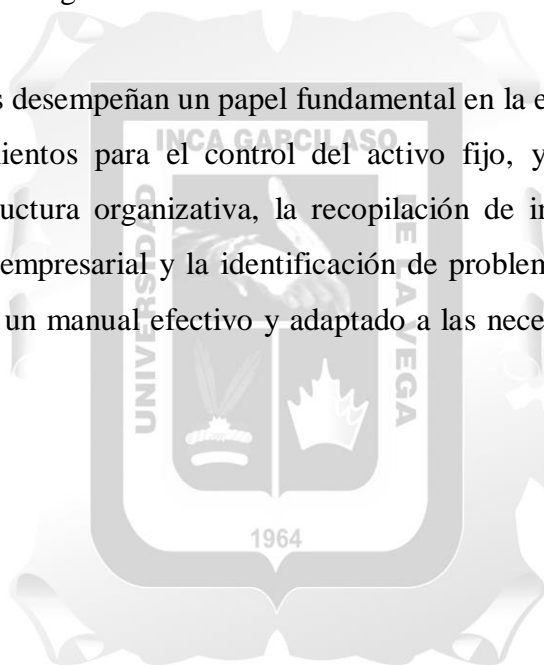 s desempeñan un papel fundamental en la e
ientos para el control del activo fijo, y
uctura organizativa, la recopilación de i
empresarial y la identificación de problem
un manual efectivo y adaptado a las nece
INCA GARCILASO
UNIVERSIDAD
DE LA VEGA
1964